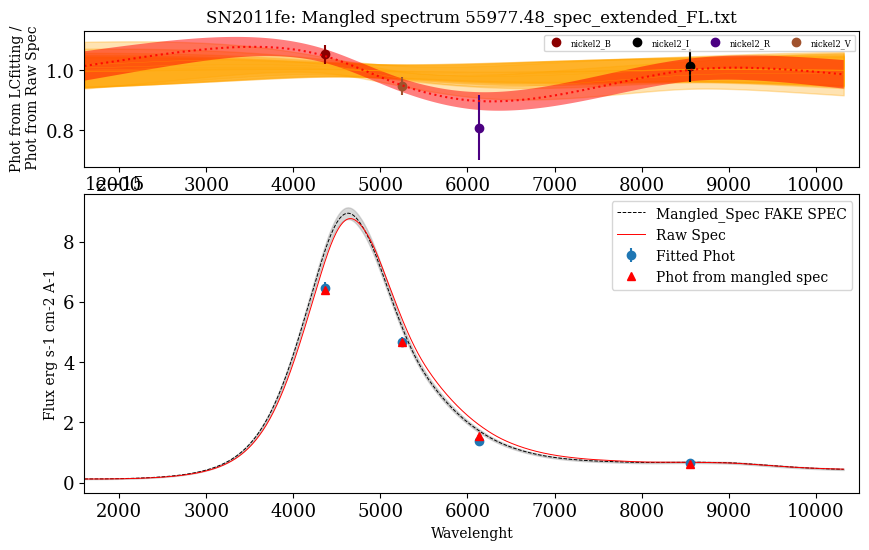 SN2011fe: Mangled spectrum 55977.48_spec_extended_FL.txt
Phot from LCfitting /
Phot from Raw Spec
1.0
0.8
nickel2_B nickel2_I nickel2_R nickel2_V
2000 3000 4000 5000 6000 7000 8000 9000 10000
1e−15
Flux erg s-1 cm-2 A-1
8
6
4
2
0
Mangled_Spec FAKE SPEC
Raw Spec
Fitted Phot
Phot from mangled spec
2000 3000 4000 5000 6000 7000 8000 9000 10000
Wavelenght